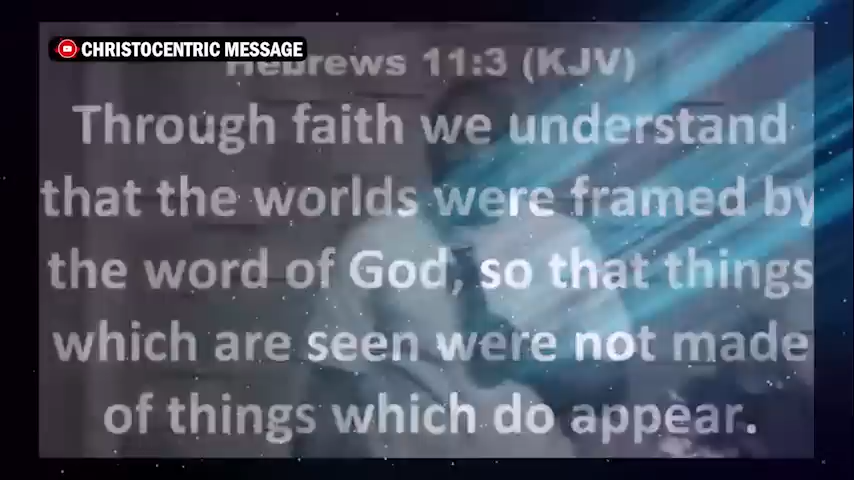 CHRISTOCENTRIC MESSAGE
Hebrews 11:3 (KJV)
Through faith we understand
that the worlds were framed by
the word of God, so that things
which are seen were not made
of things which do appear.